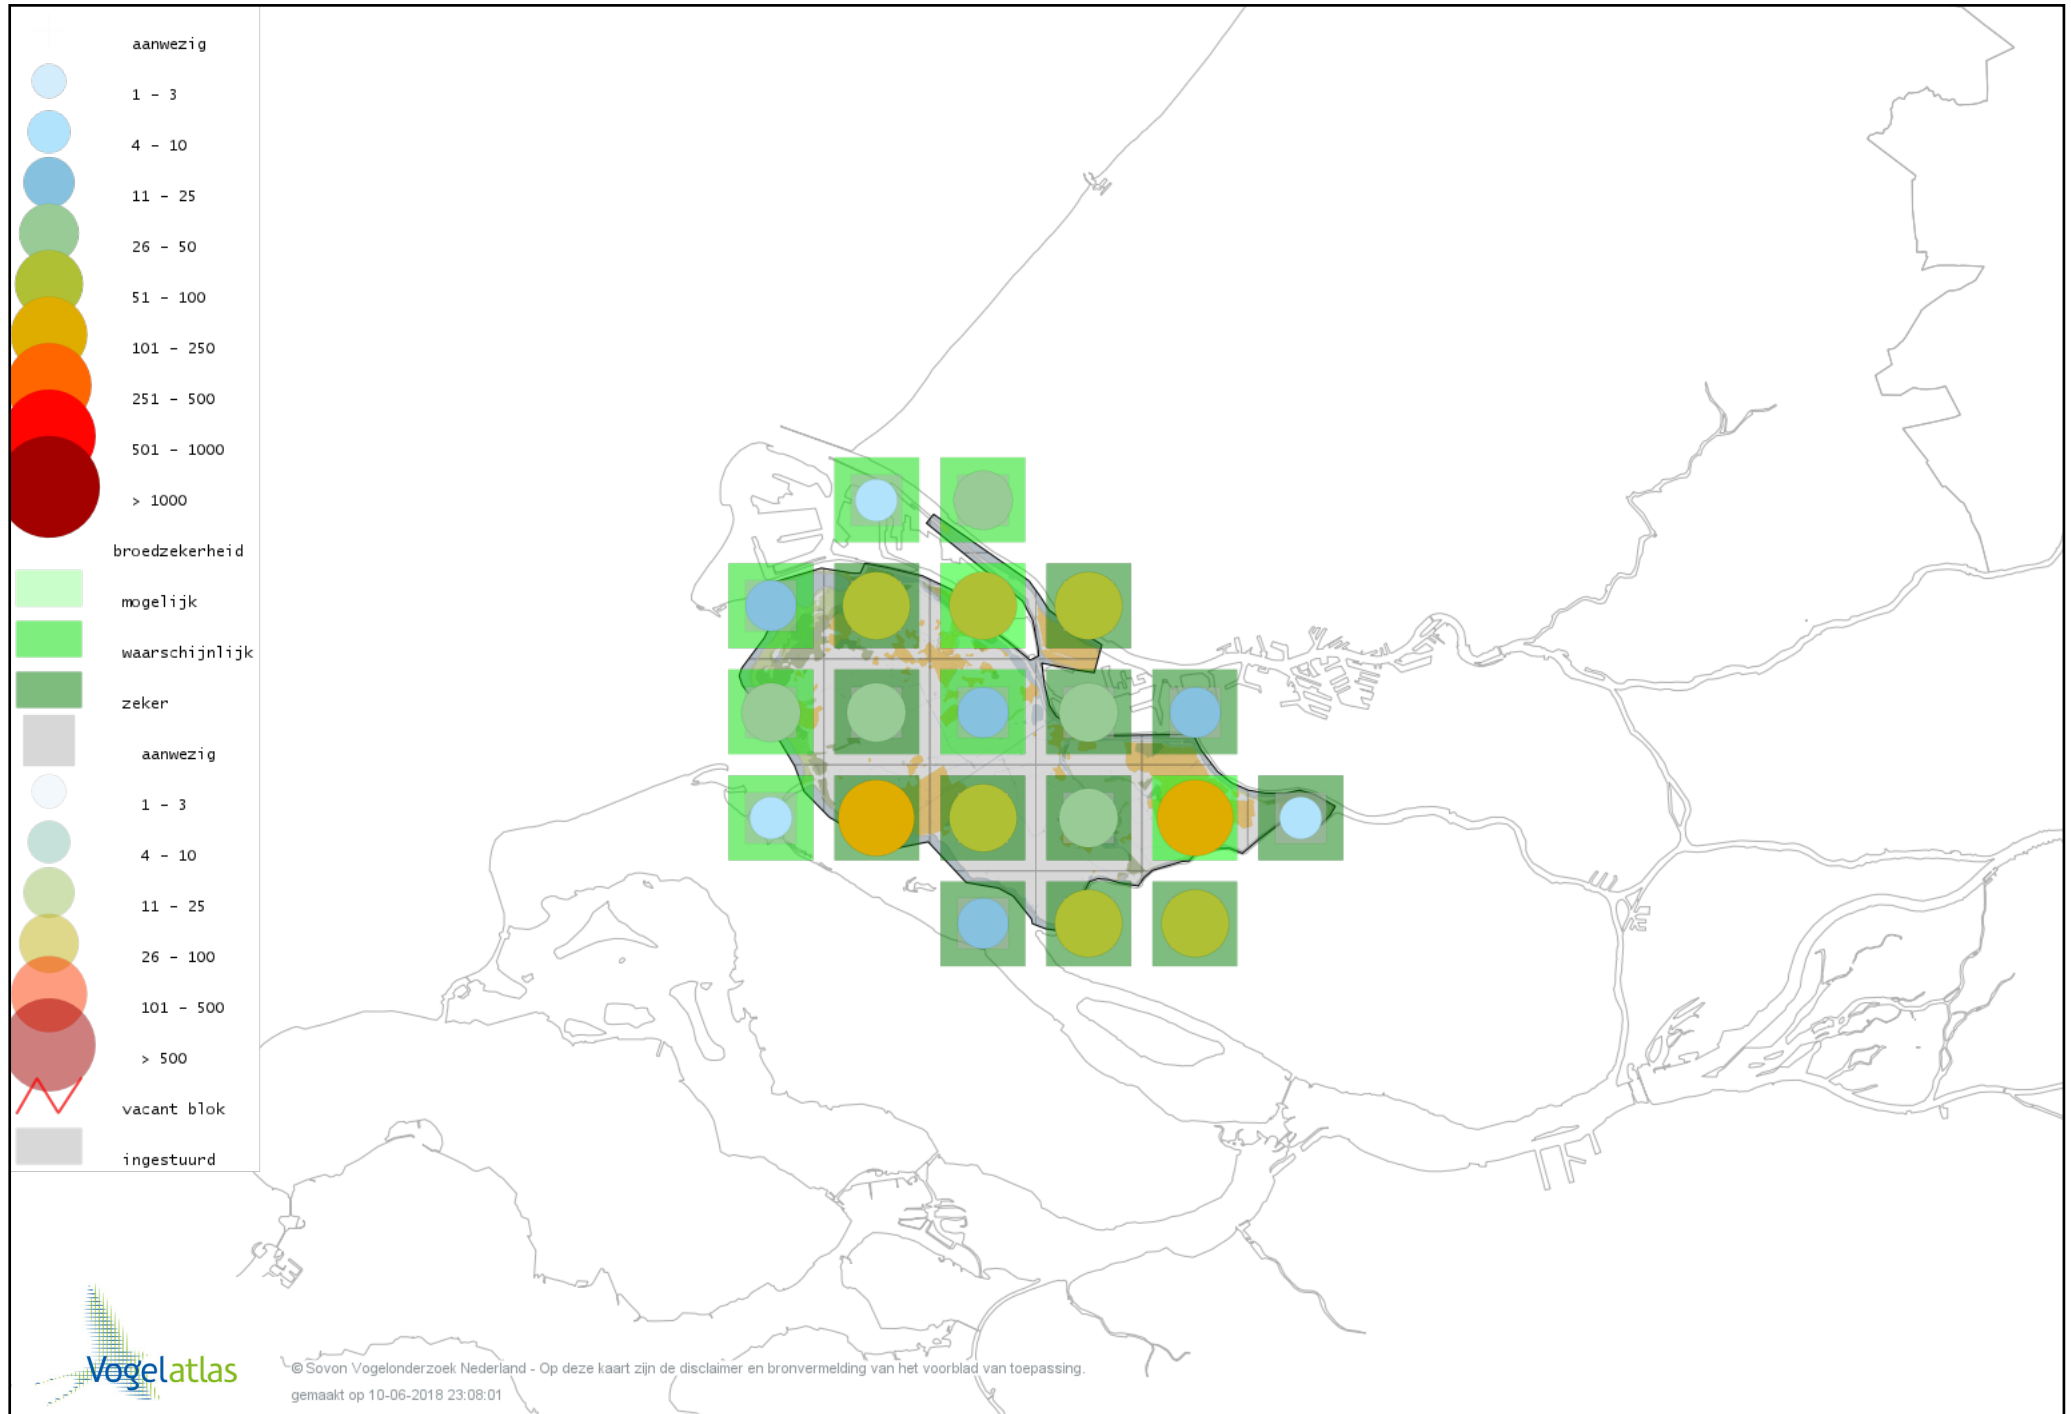 aanwezig
1 - 3
4 - 10
11 - 25
26 - 50
51 - 100
101 - 250
251 - 500
501 - 1000
> 1000
broedzekerheid
mogelijk
waarschijnlijk
zeker
aanwezig
1 - 3
4 - 10
11 - 25
26 - 100
101 - 500
> 500
vacant blok
ingestuurd
Vogelatlas
© Sovon Vogelonderzoek Nederland - Op deze kaart zijn de disclaimer en bronvermelding van het voorblad van toepassing.
gemaakt op 10-06-2018 23:08:01